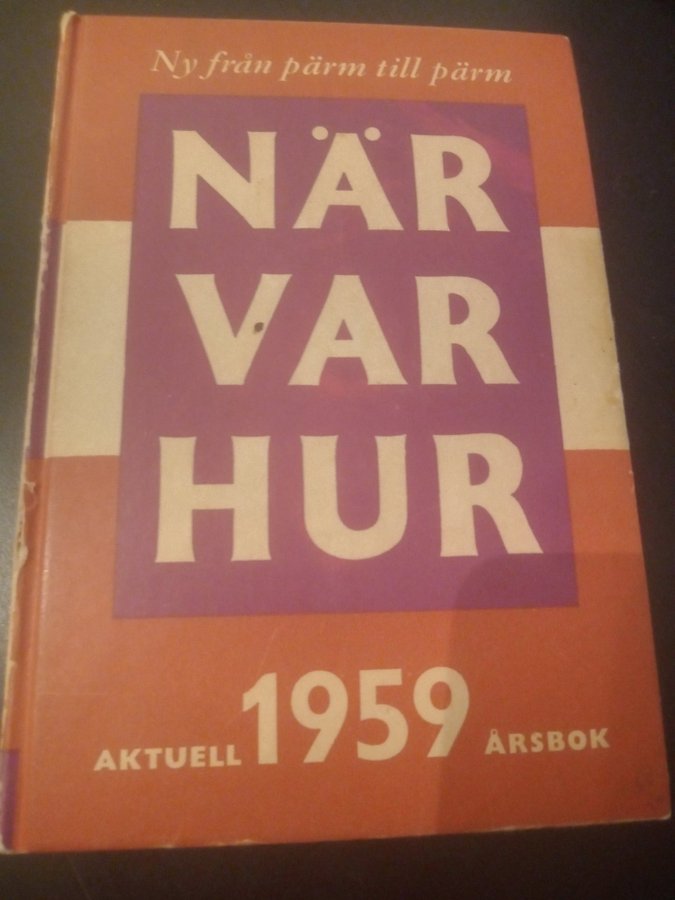 Ny från pärm till pärm
NÄR
VAR
HUR
AKTUELL 1959 ÅRSBOK